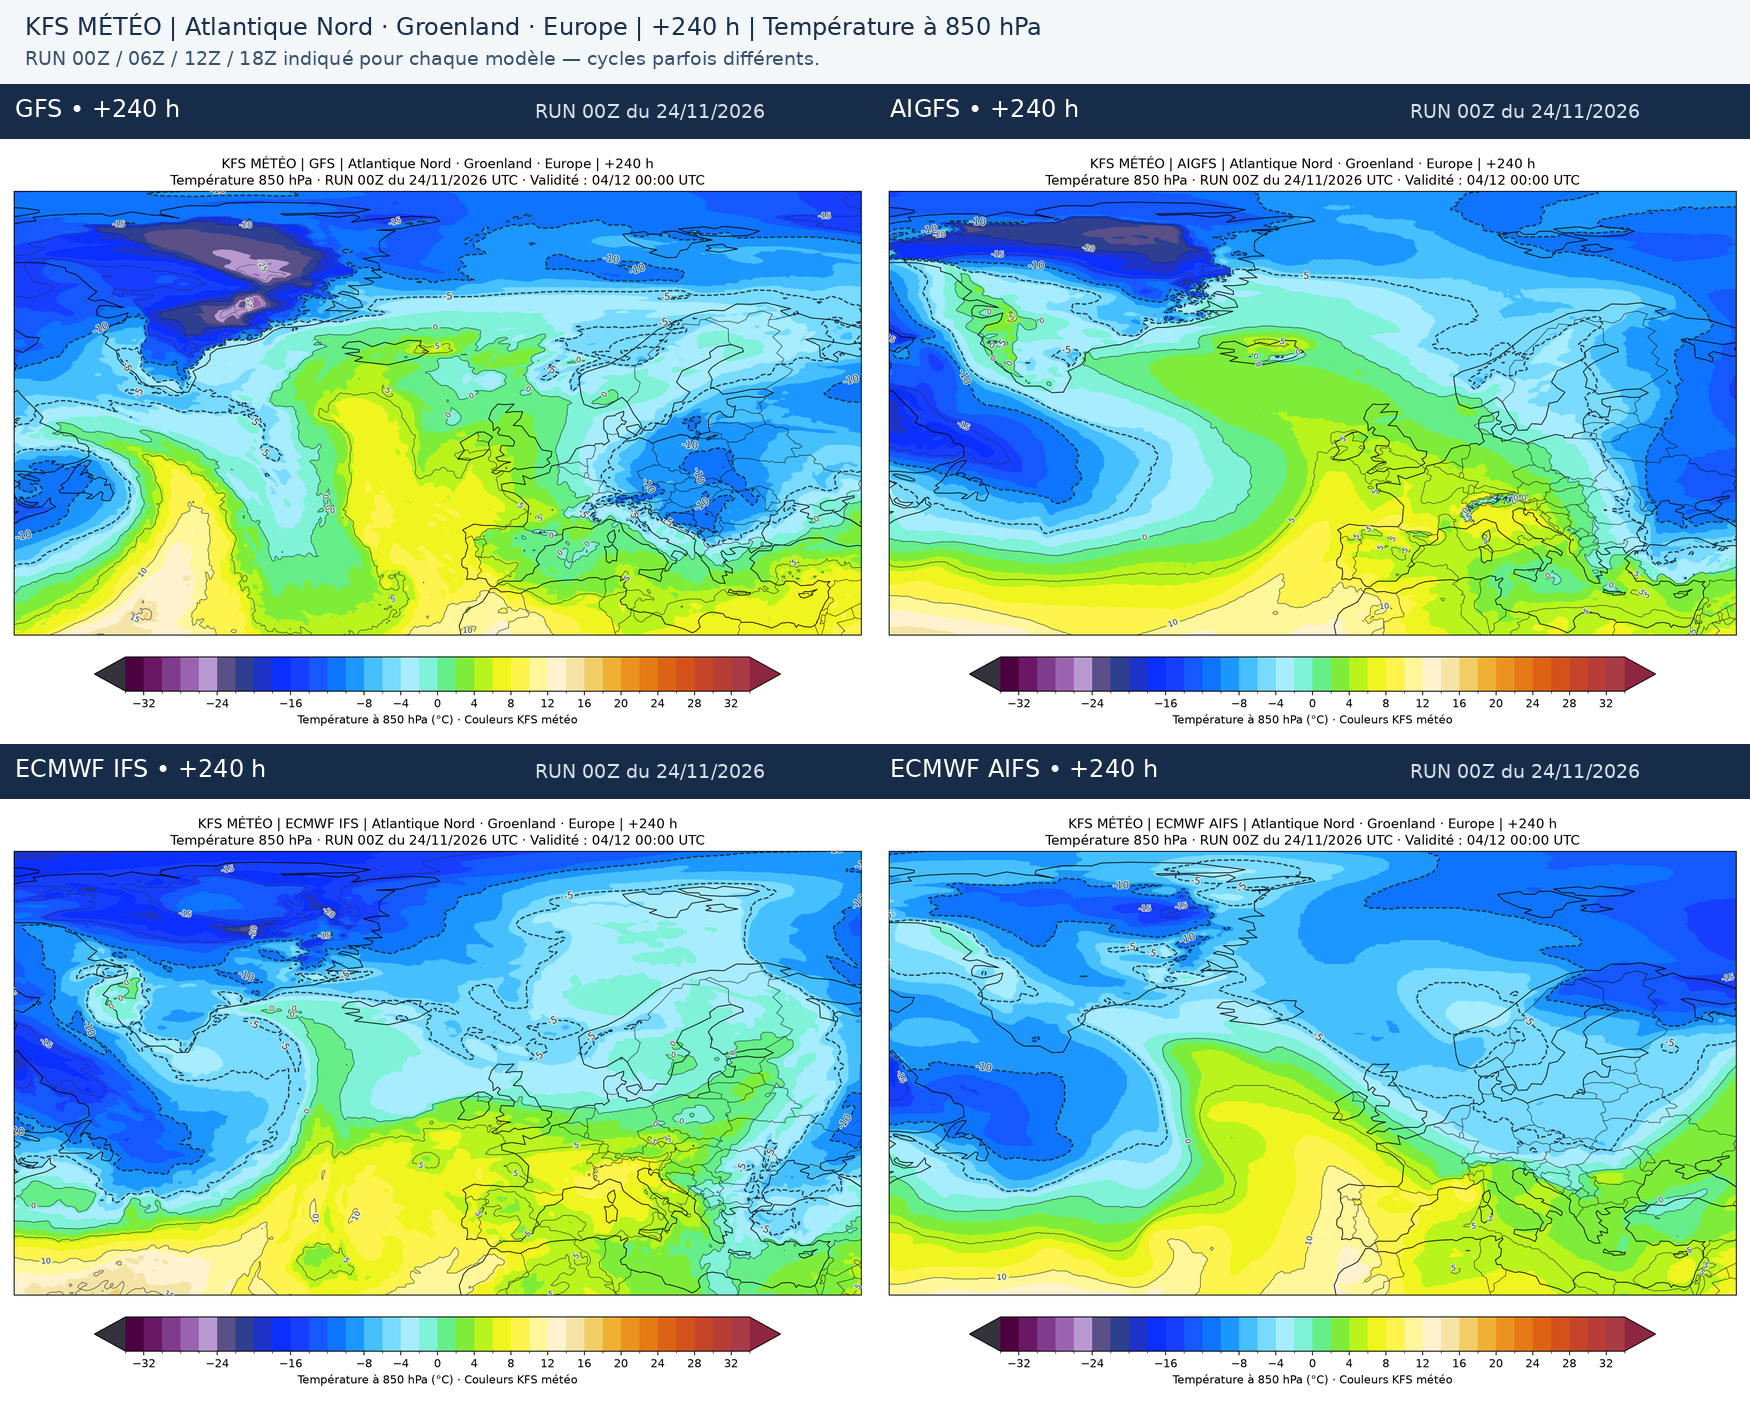 KFS MÉTÉO | Atlantique Nord · Groenland · Europe | +240 h | Température à 850 hPa
RUN 00Z / 06Z / 12Z / 18Z indiqué pour chaque modèle — cycles parfois différents.
GFS • +240 h
RUN 00Z du 24/11/2026
AIGFS • +240 h
RUN 00Z du 24/11/2026
KFS MÉTÉO | GFS | Atlantique Nord · Groenland · Europe | +240 h
Température 850 hPa · RUN 00Z du 24/11/2026 UTC · Validité : 04/12 00:00 UTC
KFS MÉTÉO | AIGFS | Atlantique Nord · Groenland · Europe | +240 h
Température 850 hPa · RUN 00Z du 24/11/2026 UTC · Validité : 04/12 00:00 UTC
−32 −24 −16 −8 −4 0 4 8 12 16 20 24 28 32
Température à 850 hPa (°C) · Couleurs KFS météo
−32 −24 −16 −8 −4 0 4 8 12 16 20 24 28 32
Température à 850 hPa (°C) · Couleurs KFS météo
ECMWF IFS • +240 h
RUN 00Z du 24/11/2026
ECMWF AIFS • +240 h
RUN 00Z du 24/11/2026
KFS MÉTÉO | ECMWF IFS | Atlantique Nord · Groenland · Europe | +240 h
Température 850 hPa · RUN 00Z du 24/11/2026 UTC · Validité : 04/12 00:00 UTC
KFS MÉTÉO | ECMWF AIFS | Atlantique Nord · Groenland · Europe | +240 h
Température 850 hPa · RUN 00Z du 24/11/2026 UTC · Validité : 04/12 00:00 UTC
−32 −24 −16 −8 −4 0 4 8 12 16 20 24 28 32
Température à 850 hPa (°C) · Couleurs KFS météo
−32 −24 −16 −8 −4 0 4 8 12 16 20 24 28 32
Température à 850 hPa (°C) · Couleurs KFS météo